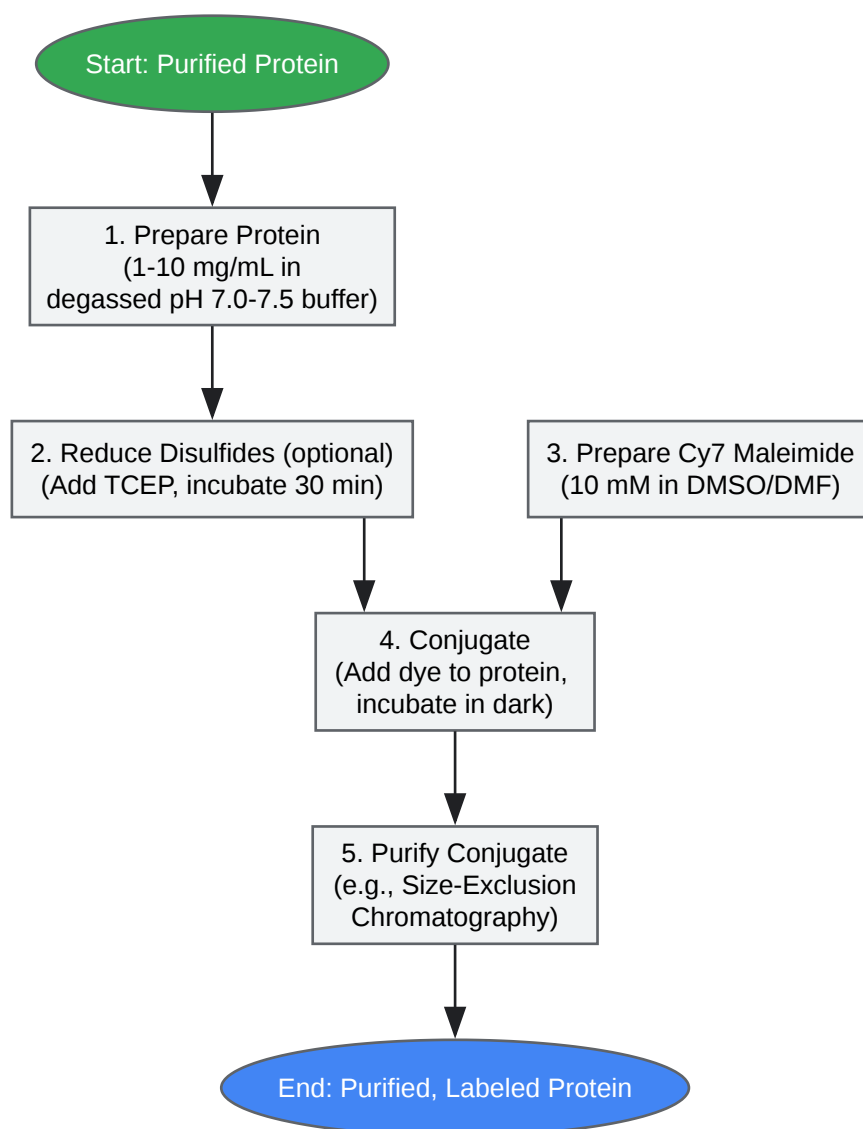 Start: Purified Protein
1. Prepare Protein
(1-10 mg/mL in
degassed pH 7.0-7.5 buffer)
2. Reduce Disulfides (optional)
(Add TCEP, incubate 30 min)
3. Prepare Cy7 Maleimide
(10 mM in DMSO/DMF)
4. Conjugate
(Add dye to protein,
incubate in dark)
5. Purify Conjugate
(e.g., Size-Exclusion
Chromatography)
End: Purified, Labeled Protein